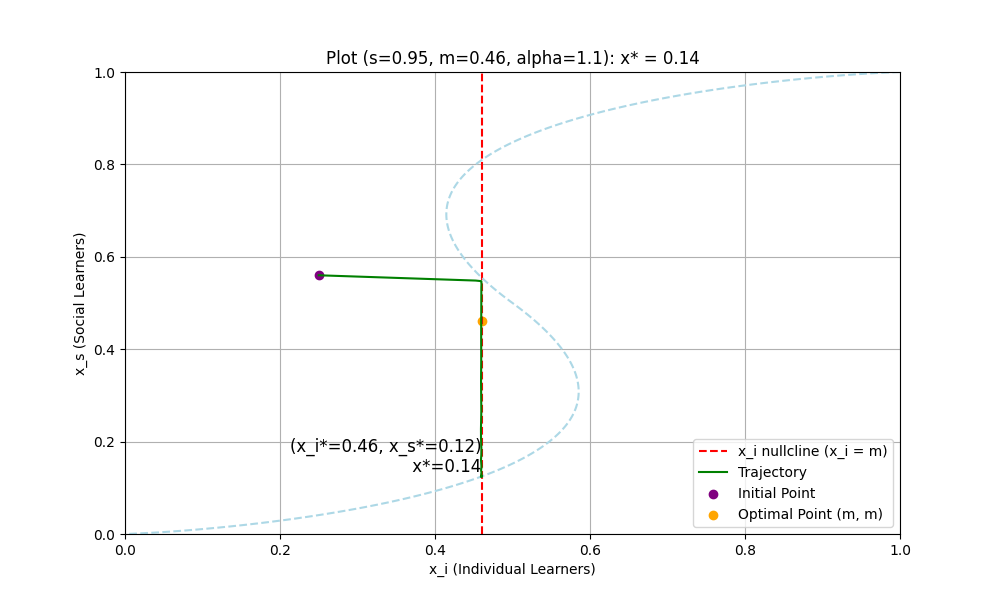 Plot (s=0.95, m=0.46, alpha=1.1): x* = 0.14
x_s (Social Learners)
1.0
0.8
0.6
0.4
0.2
0.0
(x_i*=0.46, x_s*=0.12)
x*=0.14
x_i nullcline (x_i = m)
Trajectory
Initial Point
Optimal Point (m, m)
0.0 0.2 0.4 0.6 0.8 1.0
x_i (Individual Learners)